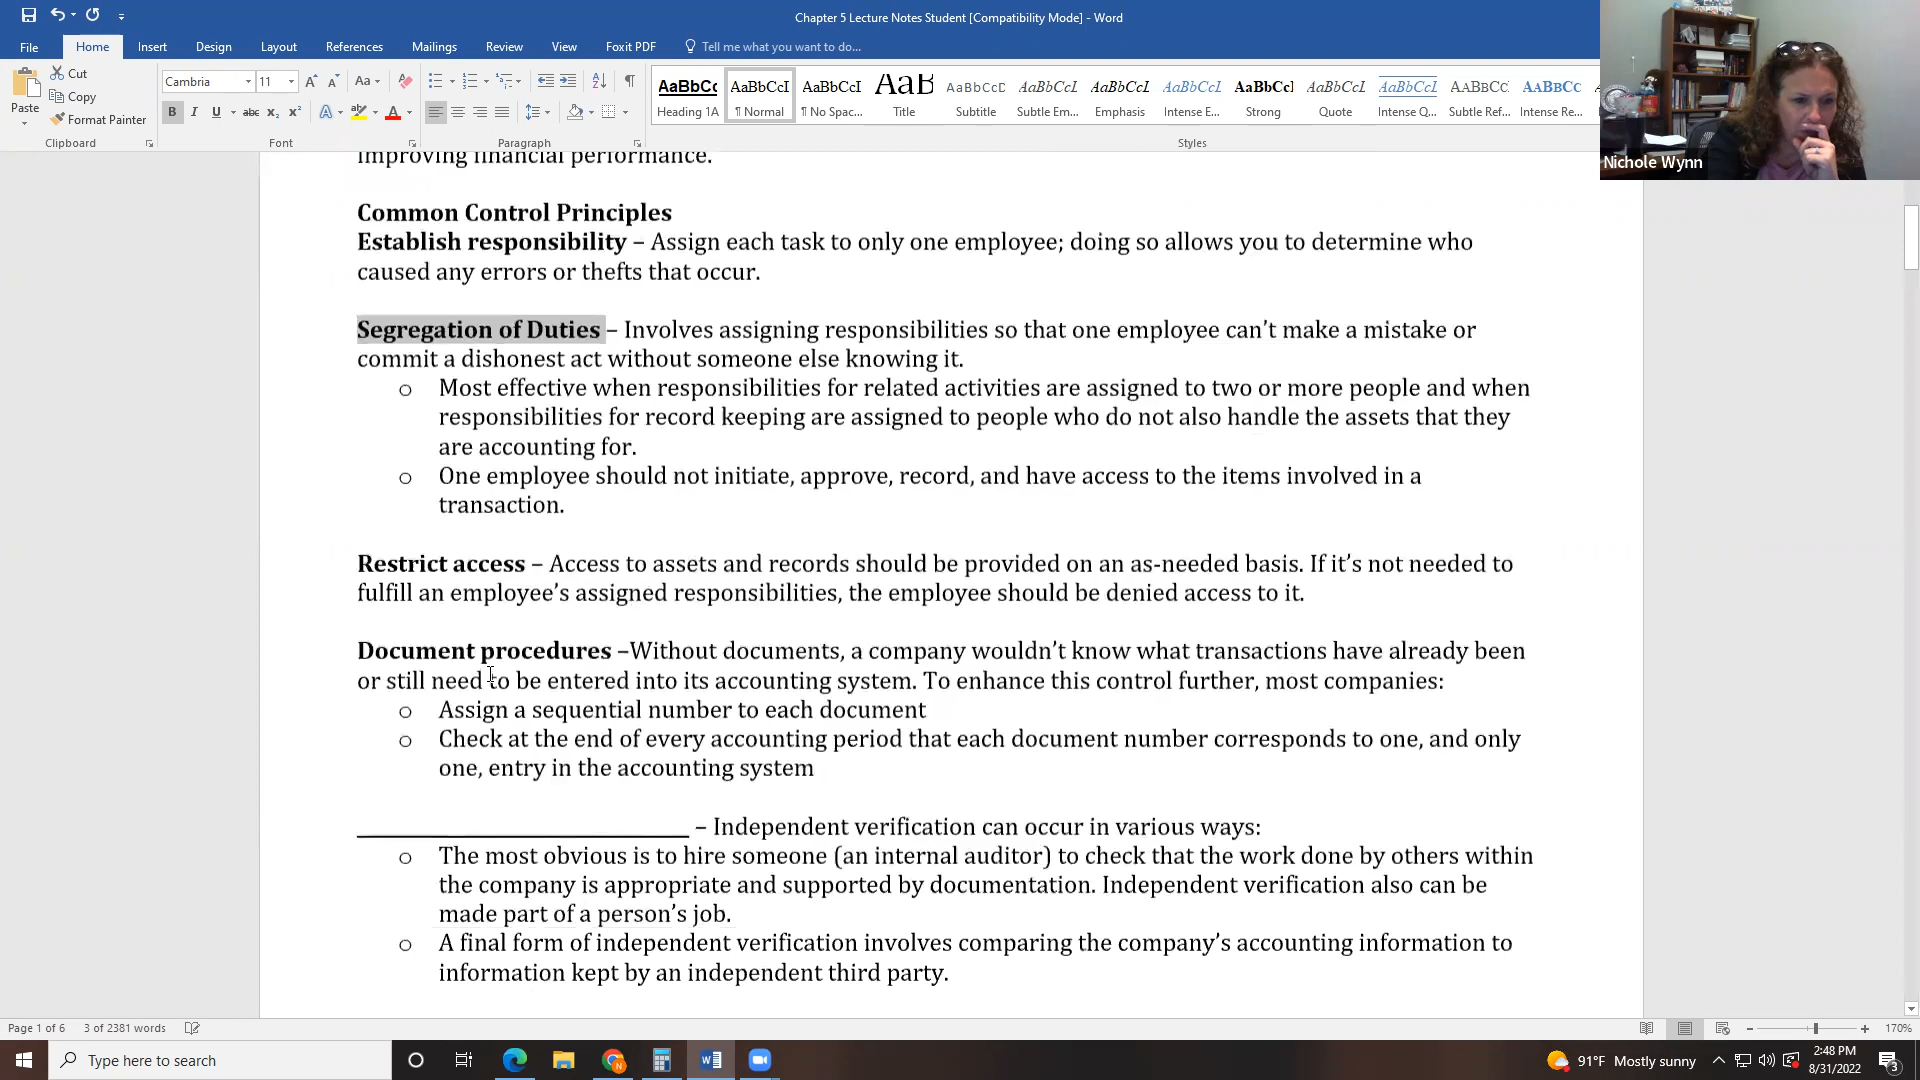 Chapter 5 Lecture Notes Student [Compatibility Mode] - Word
File Home Insert Design Layout References Mailings Review View Foxit PDF Tell me what you want to do...
Paste
Cut
Copy
Format Painter
Clipboard
Cambria 11
Font
Paragraph
AaBbCc AaBbCcI AaBbCcI AaB AaBbCcD AaBbCcI AaBbCcI AaBbCcI AaBbCcI AaBbCcI AaBbCcI AABBCC AABBCC
Heading 1A ¶ Normal ¶ No Spac... Title Subtitle Subtle Em... Emphasis Intense E... Strong Quote Intense Q... Subtle Ref... Intense Re...
Styles
Nichole Wynn
improving financial performance.
Common Control Principles
Establish responsibility – Assign each task to only one employee; doing so allows you to determine who
caused any errors or thefts that occur.
Segregation of Duties – Involves assigning responsibilities so that one employee can’t make a mistake or
commit a dishonest act without someone else knowing it.
o Most effective when responsibilities for related activities are assigned to two or more people and when
responsibilities for record keeping are assigned to people who do not also handle the assets that they
are accounting for.
o One employee should not initiate, approve, record, and have access to the items involved in a
transaction.
Restrict access – Access to assets and records should be provided on an as-needed basis. If it’s not needed to
fulfill an employee’s assigned responsibilities, the employee should be denied access to it.
Document procedures –Without documents, a company wouldn’t know what transactions have already been
or still need to be entered into its accounting system. To enhance this control further, most companies:
o Assign a sequential number to each document
o Check at the end of every accounting period that each document number corresponds to one, and only
one, entry in the accounting system
______________________________ – Independent verification can occur in various ways:
o The most obvious is to hire someone (an internal auditor) to check that the work done by others within
the company is appropriate and supported by documentation. Independent verification also can be
made part of a person’s job.
o A final form of independent verification involves comparing the company’s accounting information to
information kept by an independent third party.
Page 1 of 6 3 of 2381 words 170%
Type here to search
91°F Mostly sunny
2:48 PM
8/31/2022
3